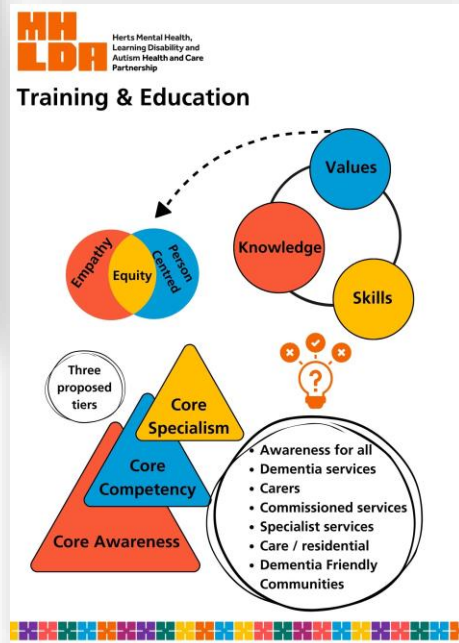 MH
LDA
Herts Mental Health,
Learning Disability and
Autism Health and Care
Partnership
Training & Education
Values
Knowledge
Skills
Empathy
Equity
Person
Centred
Three
proposed
tiers
Core
Specialism
Core
Competency
Core Awareness
?
• Awareness for all
• Dementia services
• Carers
• Commissioned services
• Specialist services
• Care / residential
• Dementia Friendly
Communities